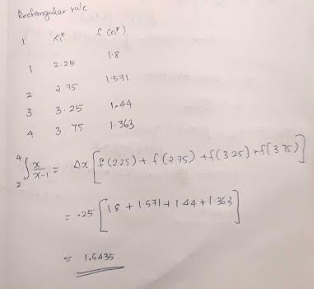 Rectangular rule
i xi* f(xi*)
1 2.25 1.8
2 2.75 1.571
3 3.25 1.44
4 3.75 1.363
4
∫ x/x-1 = Δx [f(2.25) + f(2.75) + f(3.25) + f(3.75)]
2
= .25 [1.8 + 1.571 + 1.44 + 1.363]
= 1.5435